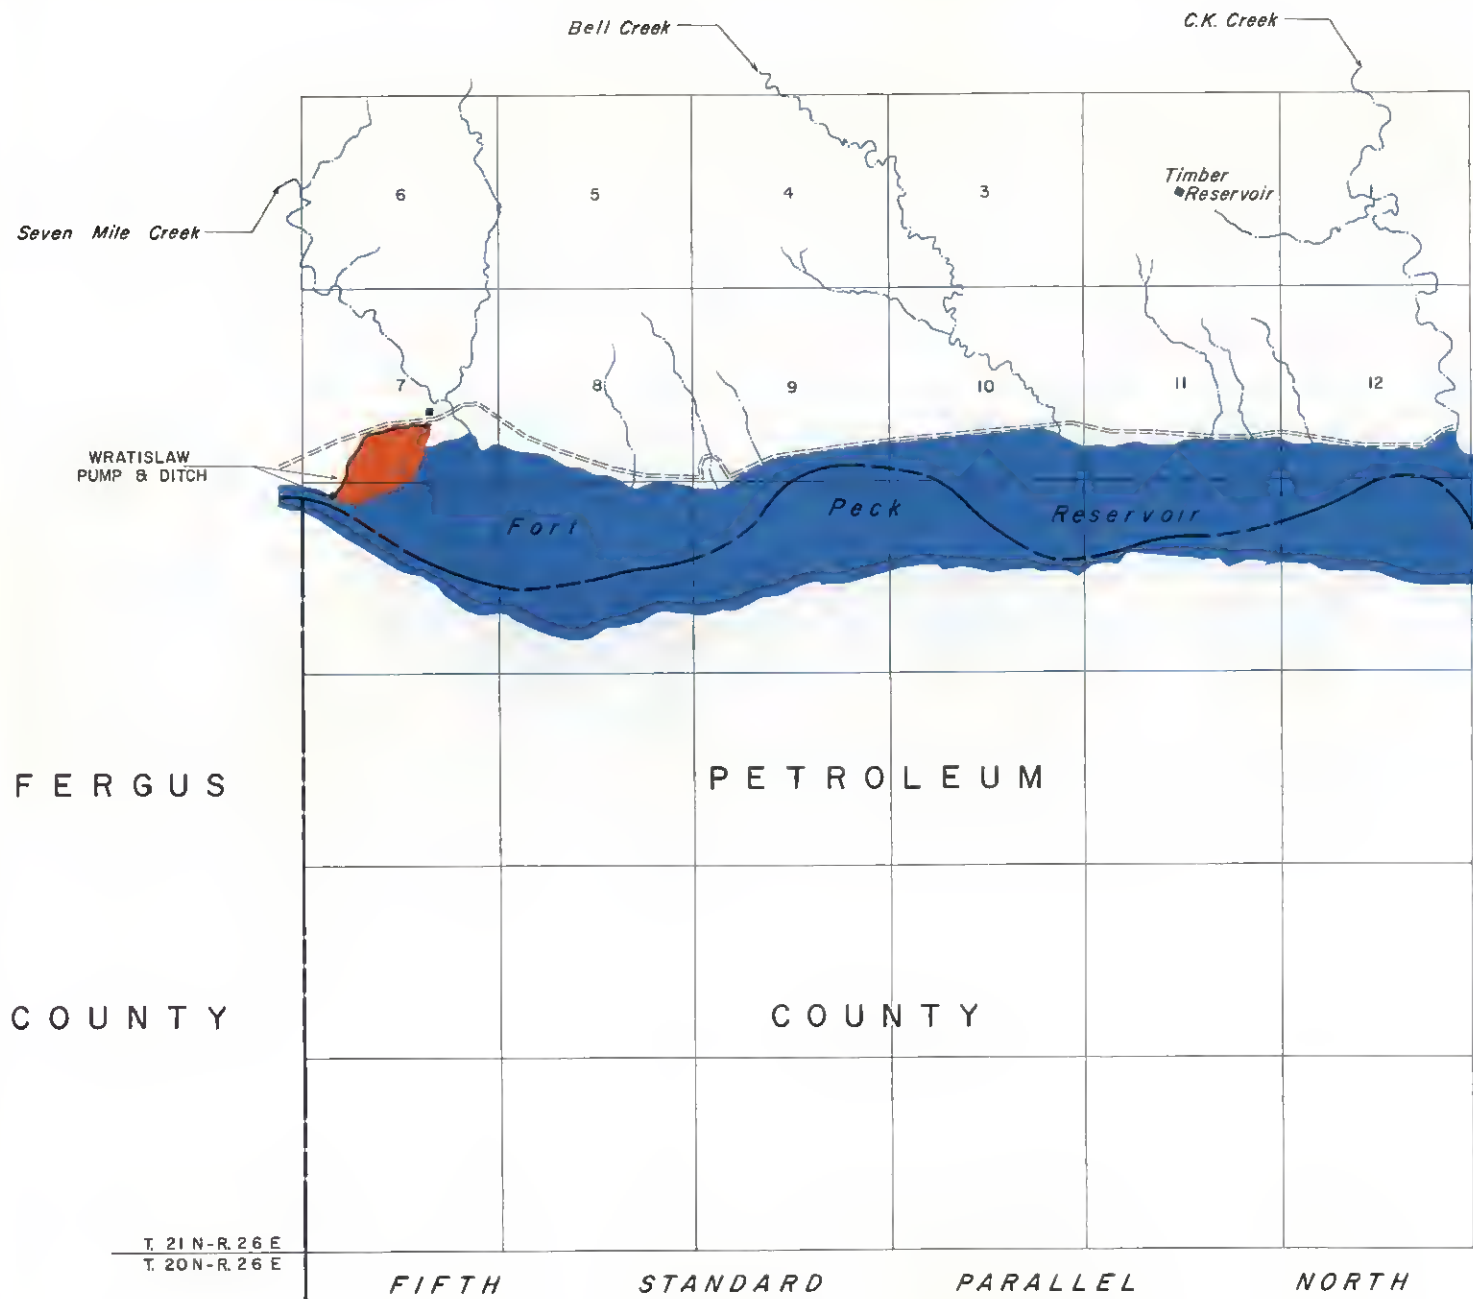 Bell Creek
C.K. Creek
6
5
4
3
Timber
Reservoir
Seven Mile Creek
7
8
9
10
11
12
WRATISLAW
PUMP & DITCH
Fort Peck Reservoir
FERGUS
PETROLEUM
COUNTY
COUNTY
T. 21 N-R. 26 E
T. 20 N-R. 26 E
FIFTH STANDARD PARALLEL NORTH